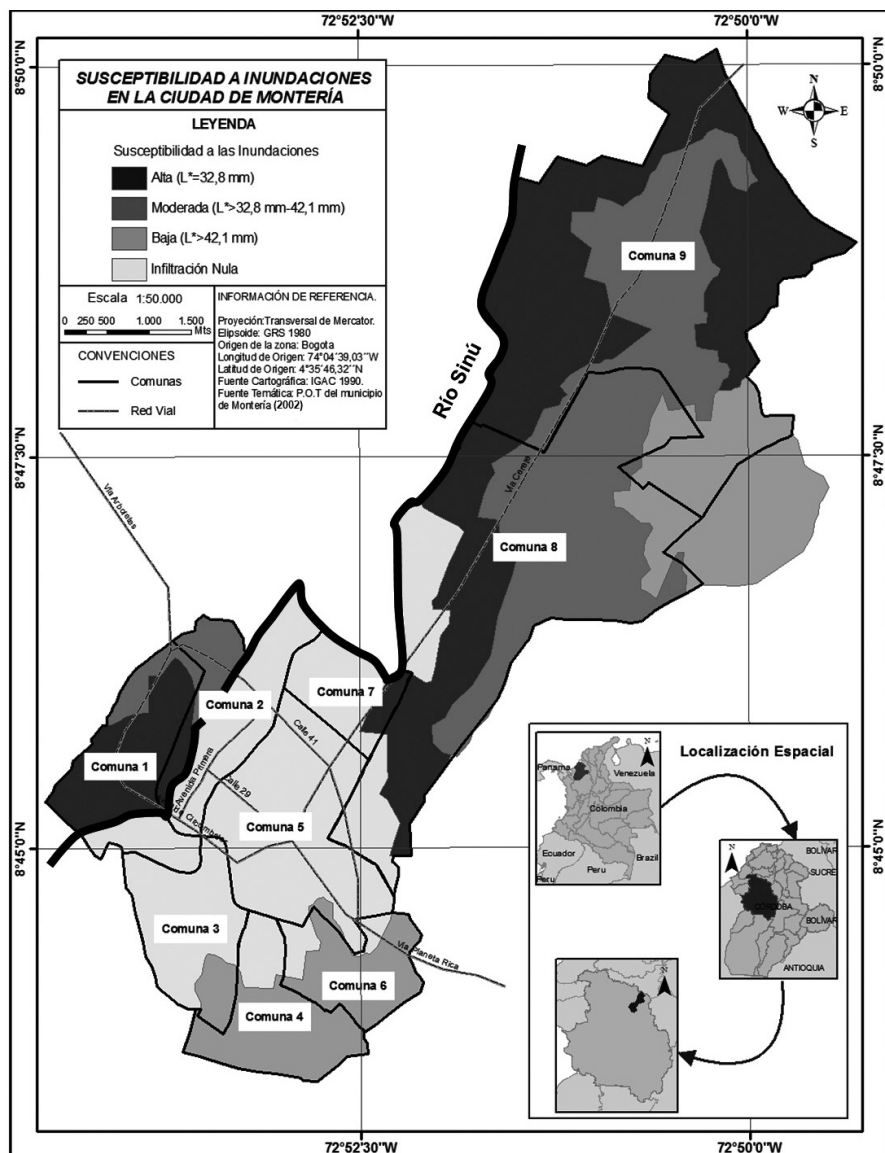 72°52'30"W
72°50'0"W
8°50'0"N
8°50'0"N
SUSCEPTIBILIDAD A INUNDACIONES
EN LA CIUDAD DE MONTERÍA
LEYENDA
Susceptibilidad a las Inundaciones
Alta (L*=32,8 mm)
Moderada (L*>32,8 mm-42,1 mm)
Baja (L*>42,1 mm)
Infiltración Nula
Escala 1:50.000
0 250 500 1.000 1.500
Mts
CONVENCIONES
Comunas
Red Vial
INFORMACIÓN DE REFERENCIA.
Proyeción:Transversal de Mercator.
Elipsoide: GRS 1980
Origen de la zona: Bogota
Longitud de Origen: 74°04´39,03´´W
Latitud de Origen: 4°35´46,32´´N
Fuente Cartográfica: IGAC 1990.
Fuente Temática: P.O.T del municipio
de Montería (2002)
N
W E
S
Comuna 9
Río Sinú
8°47'30"N
8°47'30"N
Vía Cereté
Vía Arboletes
Comuna 8
Comuna 7
Comuna 2
Calle 41
Comuna 1
Avenida Primera
Calle 29
Comuna 5
8°45'0"N
8°45'0"N
Comuna 3
Vía Planeta Rica
Comuna 6
Comuna 4
Localización Espacial
N
Panama
Venezuela
Colombia
Ecuador
Brazil
Peru
Peru
N
BOLÍVAR
SUCRE
CÓRDOBA
BOLÍVAR
ANTIOQUIA
N
72°52'30"W
72°50'0"W